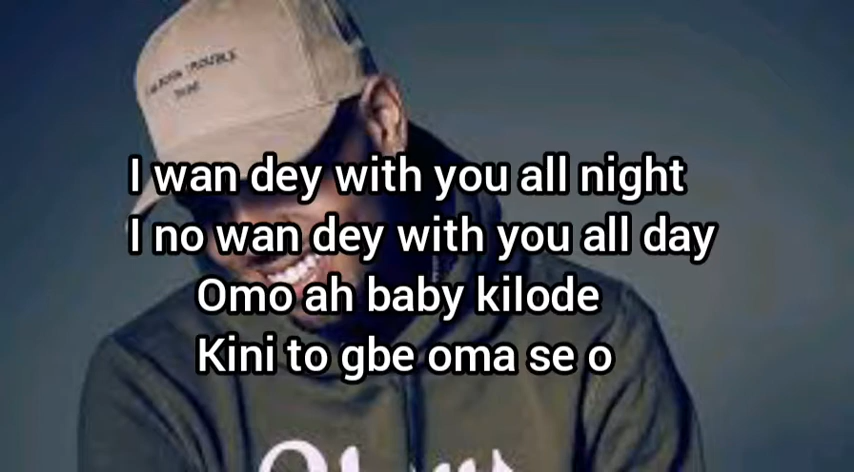 TROUBLE
I wan dey with you all night
I no wan dey with you all day
Omo ah baby kilode
Kini to gbe oma se o